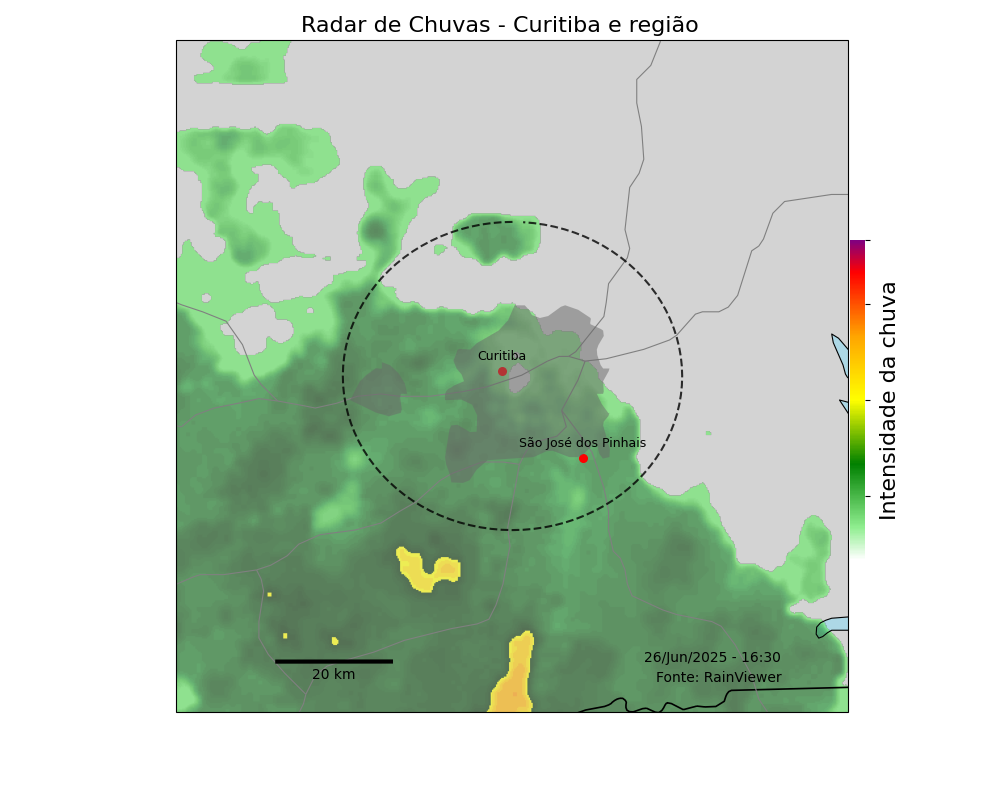 Radar de Chuvas - Curitiba e região
Curitiba
São José dos Pinhais
Intensidade da chuva
26/Jun/2025 - 16:30
Fonte: RainViewer
20 km